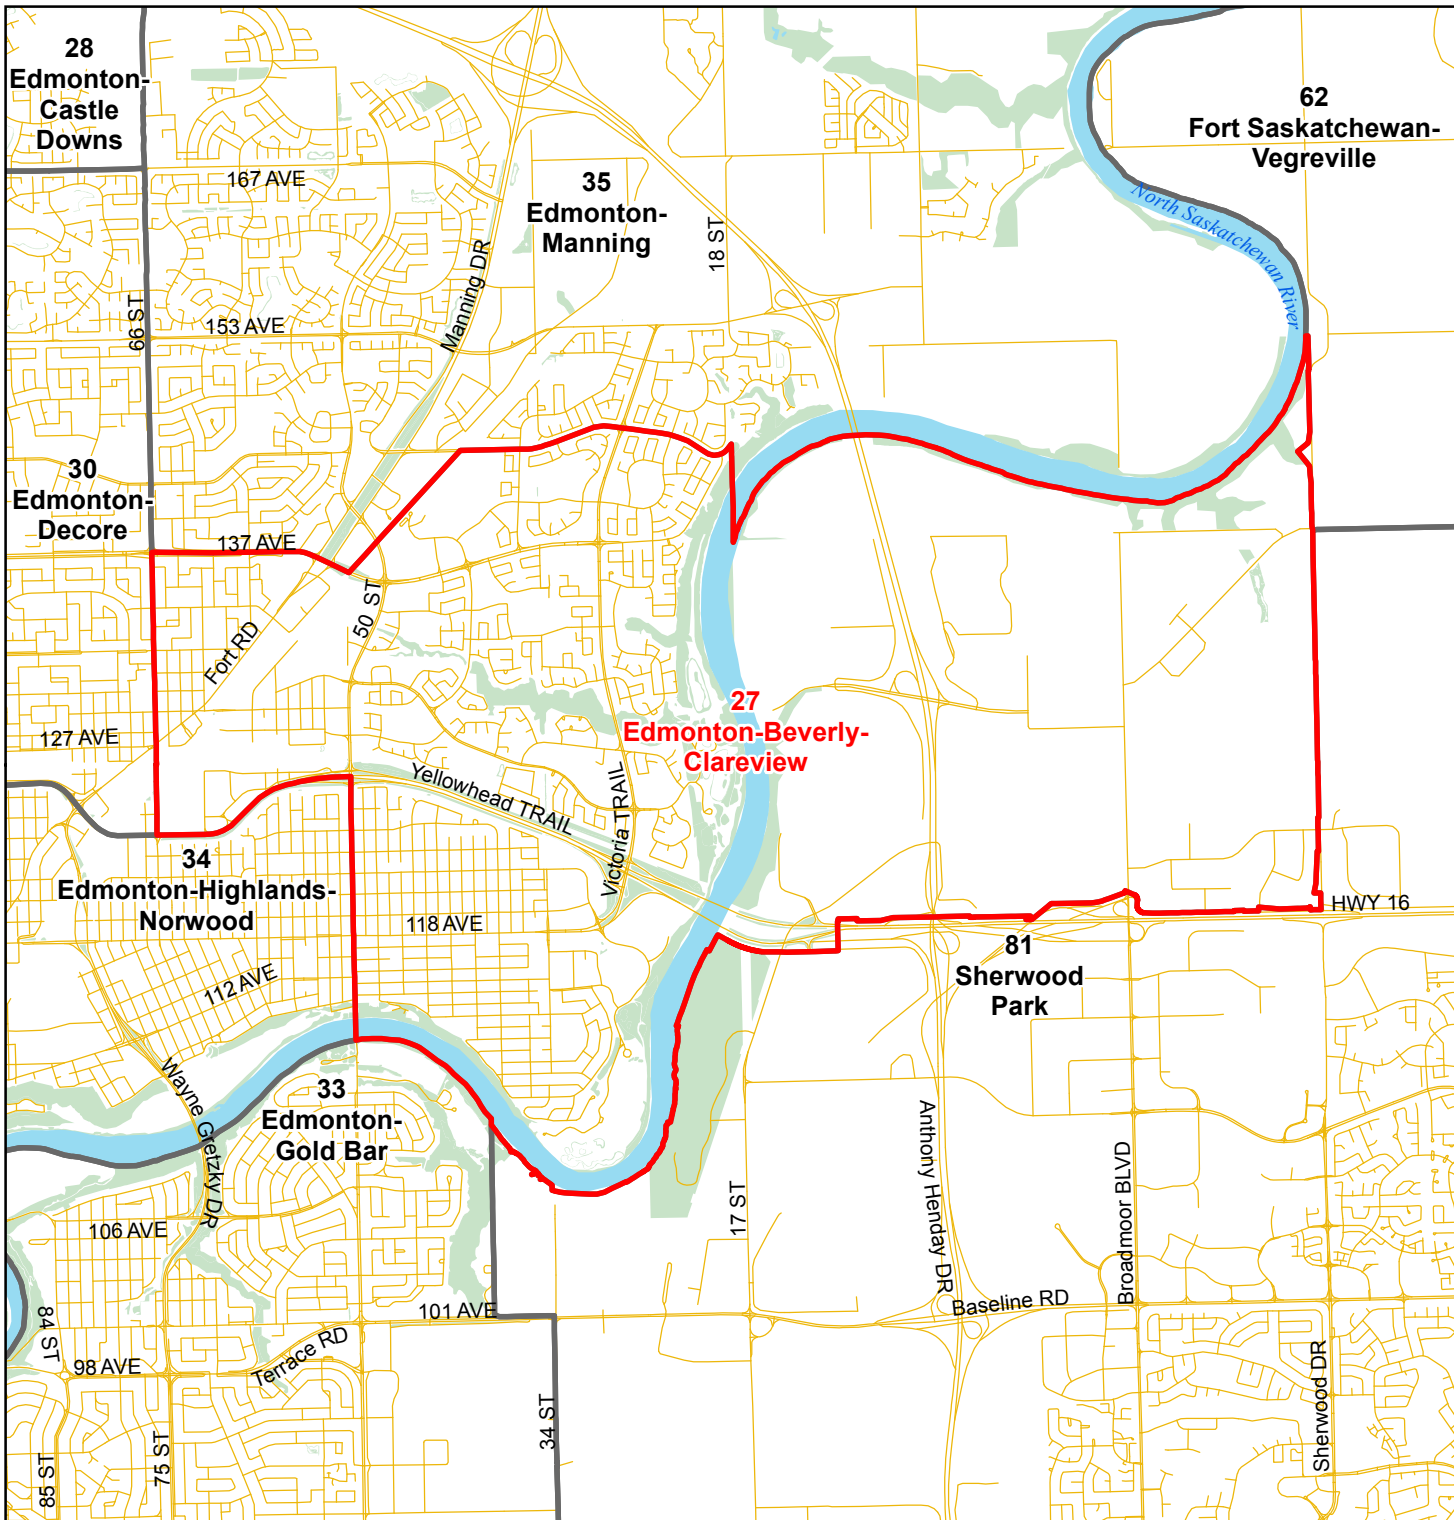 28
Edmonton-
Castle
Downs
62
Fort Saskatchewan-
Vegreville
167 AVE
35
Edmonton-
Manning
18 ST
North Saskatchewan River
Manning DR
66 ST
153 AVE
30
Edmonton-
Decore
137 AVE
50 ST
Fort RD
127 AVE
27
Edmonton-Beverly-
Clareview
Yellowhead TRAIL
Victoria TRAIL
34
Edmonton-Highlands-
Norwood
118 AVE
HWY 16
81
Sherwood
Park
112 AVE
Wayne Gretzky DR
33
Edmonton-
Gold Bar
Anthony Henday DR
Broadmoor BLVD
17 ST
106 AVE
101 AVE
Baseline RD
84 ST
98 AVE
Terrace RD
Sherwood DR
34 ST
75 ST
85 ST